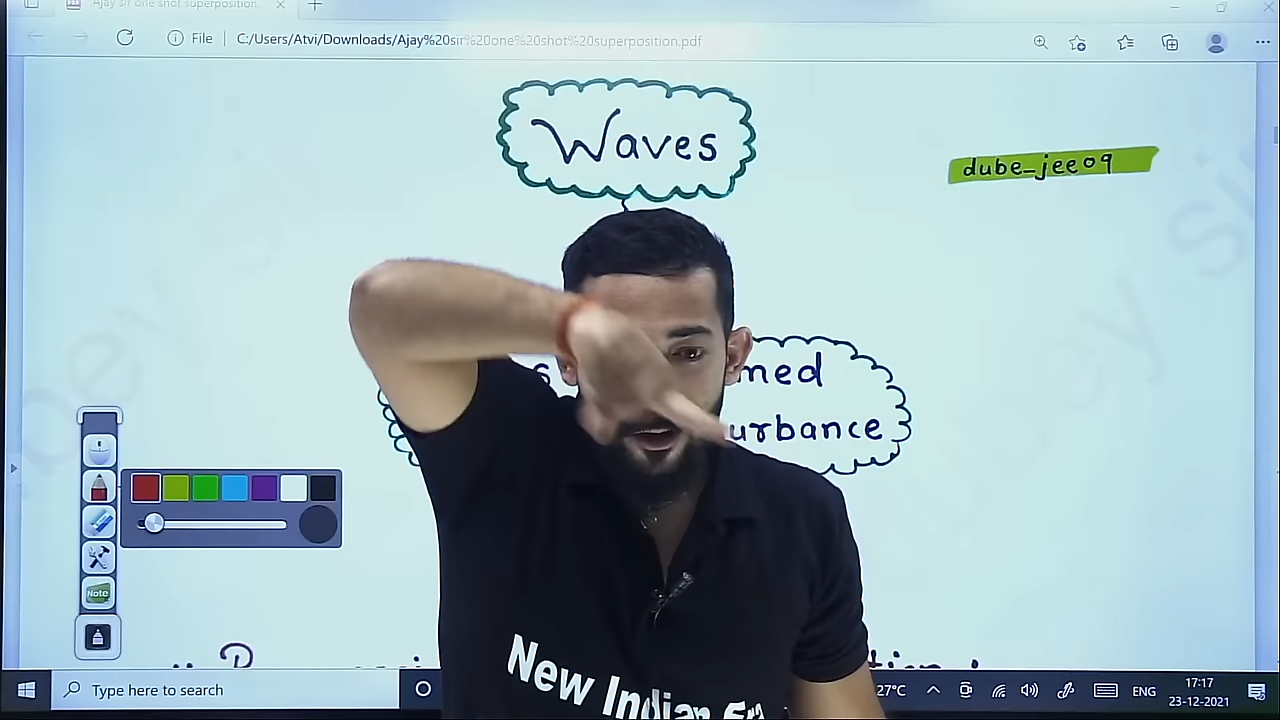 Ajay sir one shot superposition.
File C:/Users/Atvi/Downloads/Ajay%20sir%20one%20shot%20superposition.pdf
Waves
dube_jee09
urbance
Note
New Indian Era
Type here to search
27°C
ENG
17:17
23-12-2021